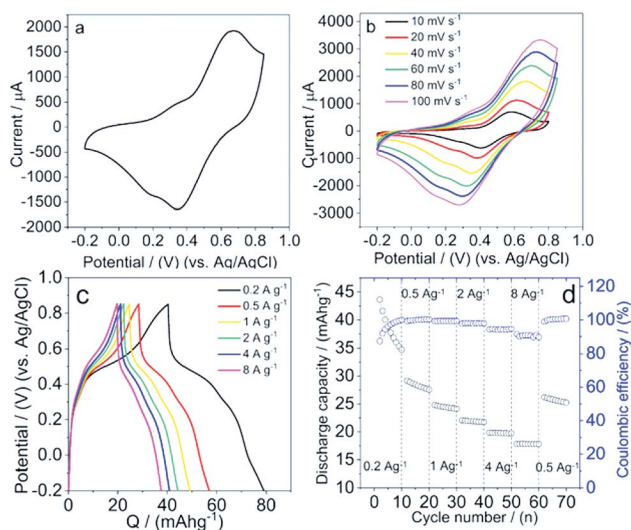 a
2000
1500
1000
500
0
-500
-1000
-1500
-2000
Current / µA
-0.2 0.0 0.2 0.4 0.6 0.8 1.0
Potential / (V) (vs. Ag/AgCl)
b
10 mV s⁻¹
20 mV s⁻¹
40 mV s⁻¹
60 mV s⁻¹
80 mV s⁻¹
100 mV s⁻¹
4000
3000
2000
1000
0
-1000
-2000
-3000
Current / µA
-0.2 0.0 0.2 0.4 0.6 0.8 1.0
Potential / (V) (vs. Ag/AgCl)
c
0.2 A g⁻¹
0.5 A g⁻¹
1 A g⁻¹
2 A g⁻¹
4 A g⁻¹
8 A g⁻¹
1.0
0.8
0.6
0.4
0.2
0.0
-0.2
Potential / (V) (vs. Ag/AgCl)
0 20 40 60 80
Q / (mAhg⁻¹)
d
0.5 Ag⁻¹ 2 Ag⁻¹ 8 Ag⁻¹
0.2 Ag⁻¹ 1 Ag⁻¹ 4 Ag⁻¹ 0.5 Ag⁻¹
45
40
35
30
25
20
15
10
Discharge capacity / (mAhg⁻¹)
120
100
80
60
40
20
0
Coulombic efficiency / (%)
0 10 20 30 40 50 60 70
Cycle number / (n)